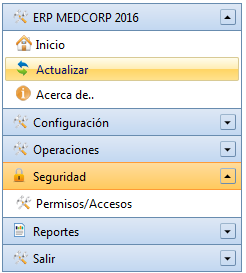 ERP MEDCORP 2016
Inicio
Actualizar
Acerca de..
Configuración
Operaciones
Seguridad
Permisos/Accesos
Reportes
Salir